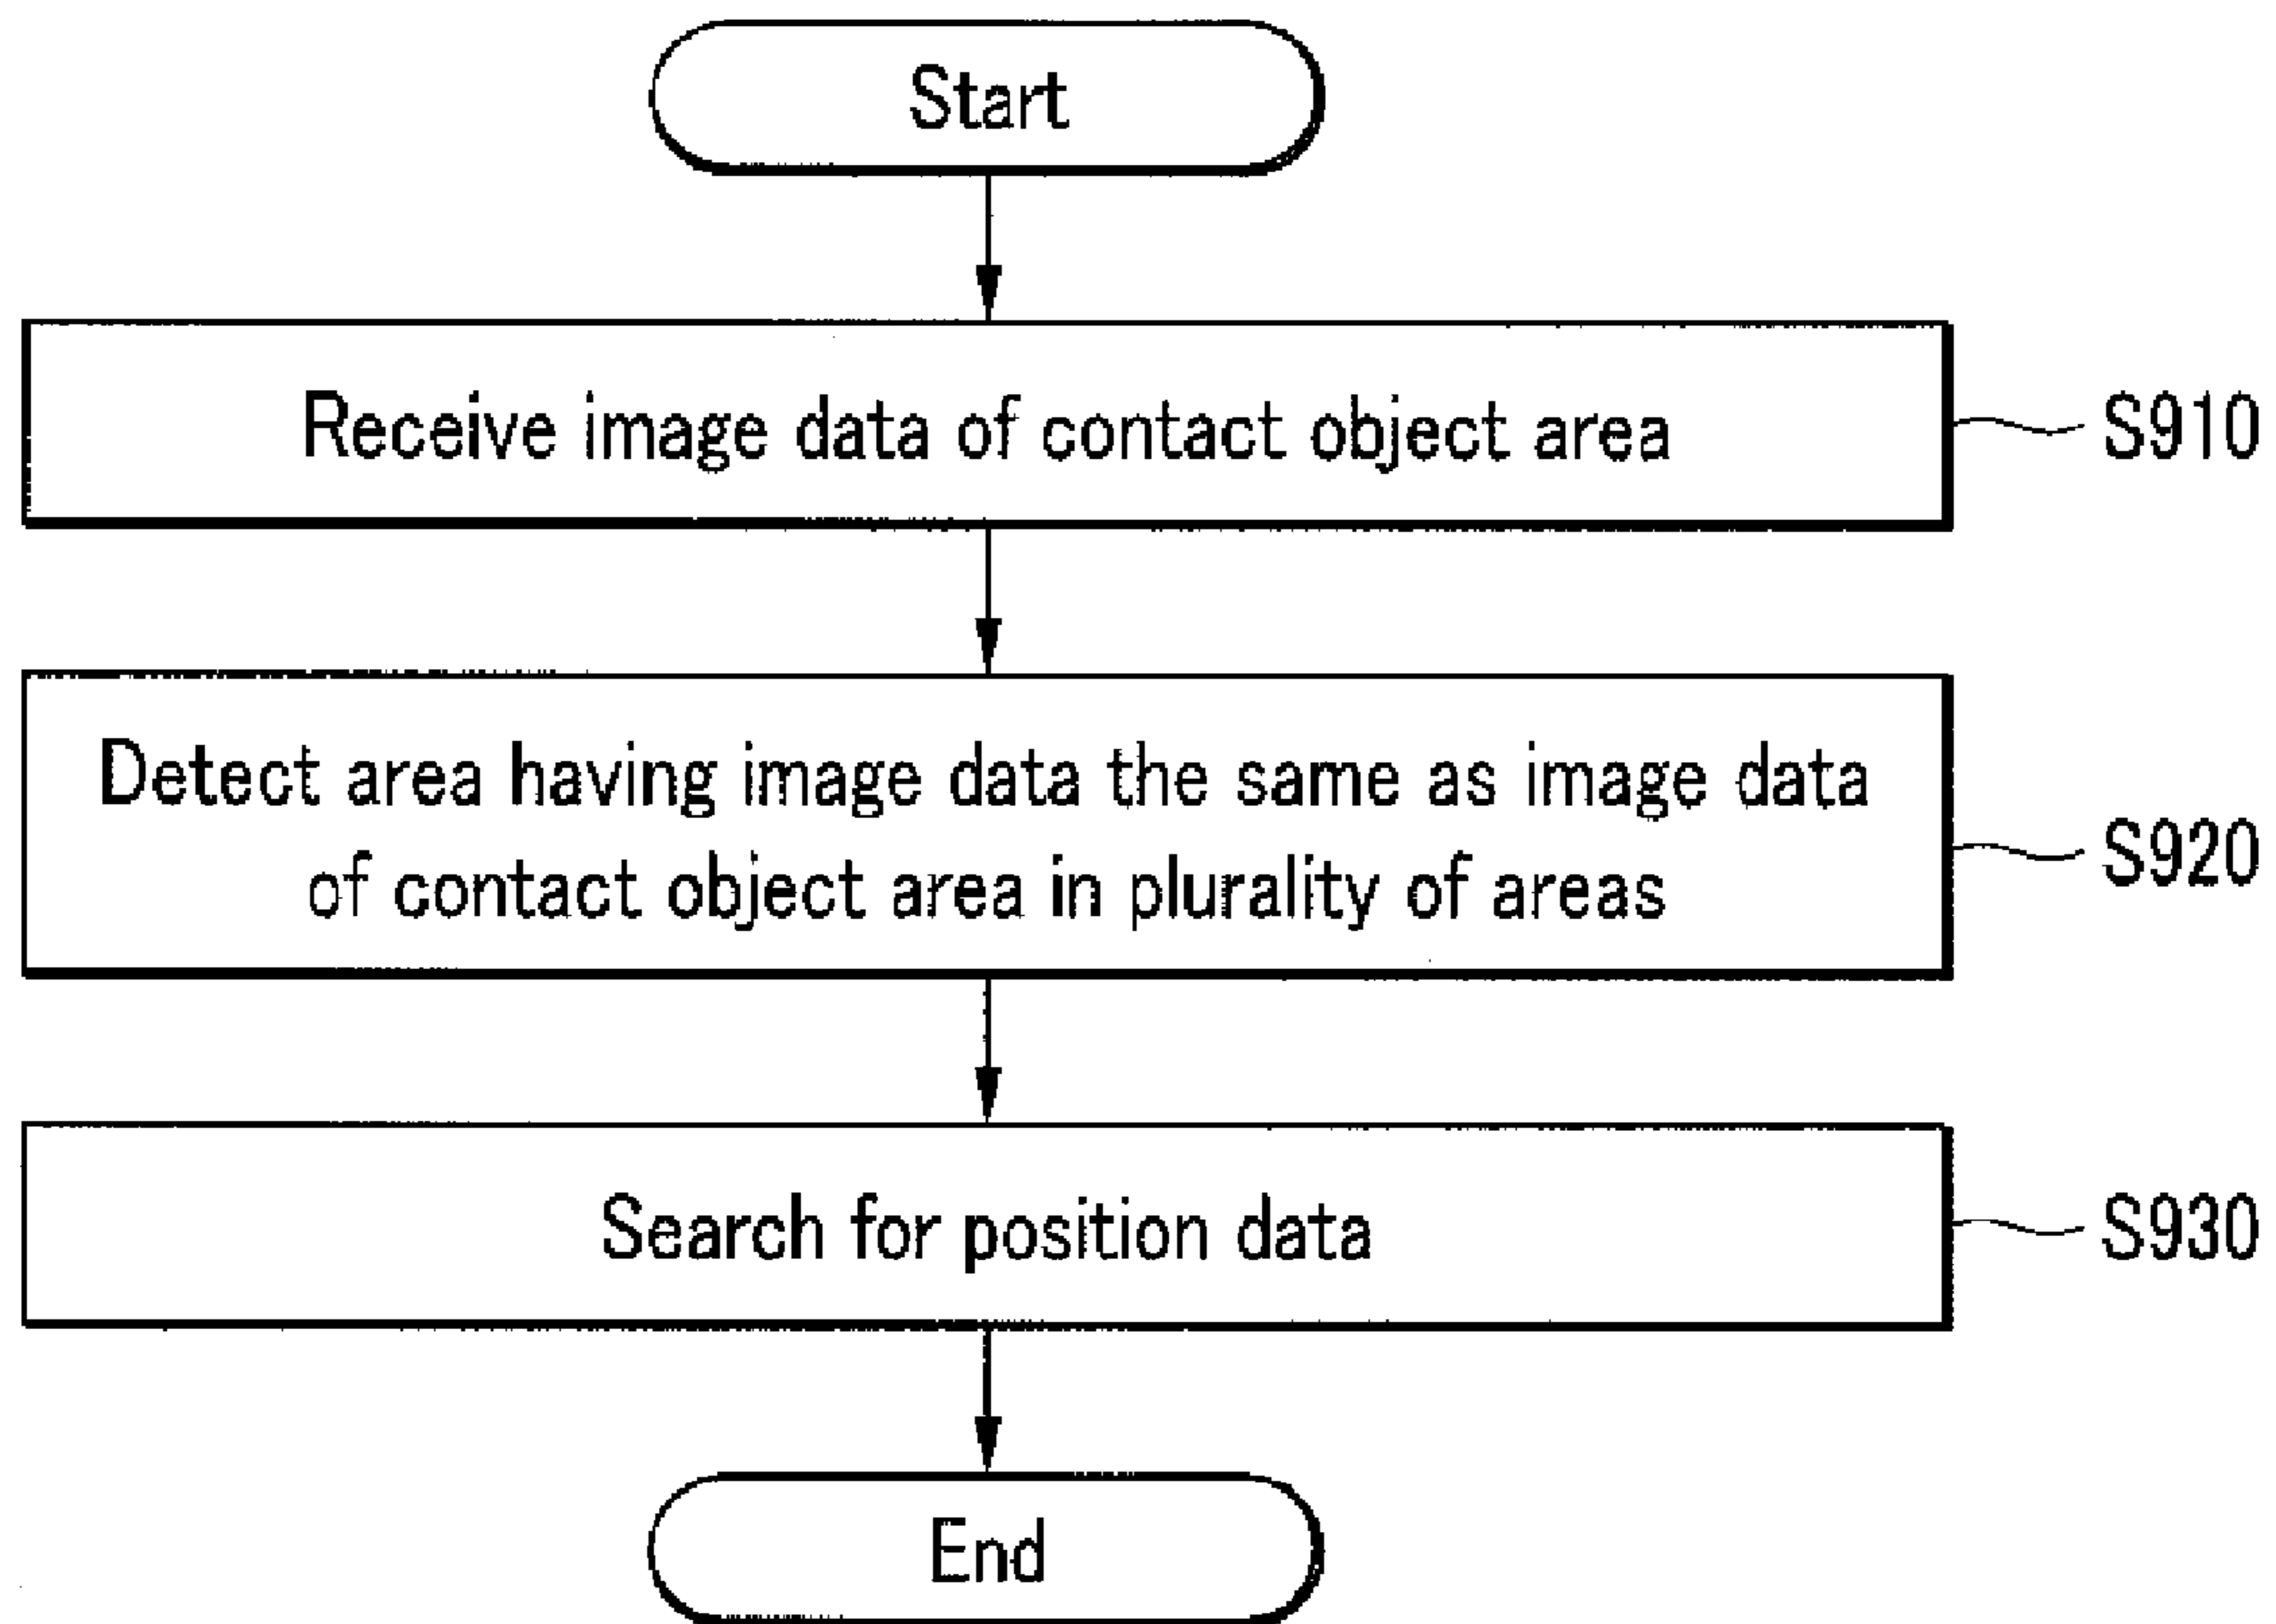 Start
Receive image data of contact object area
S910
Detect area having image data the same as image data
of contact object area in plurality of areas
S920
Search for position data
S930
End